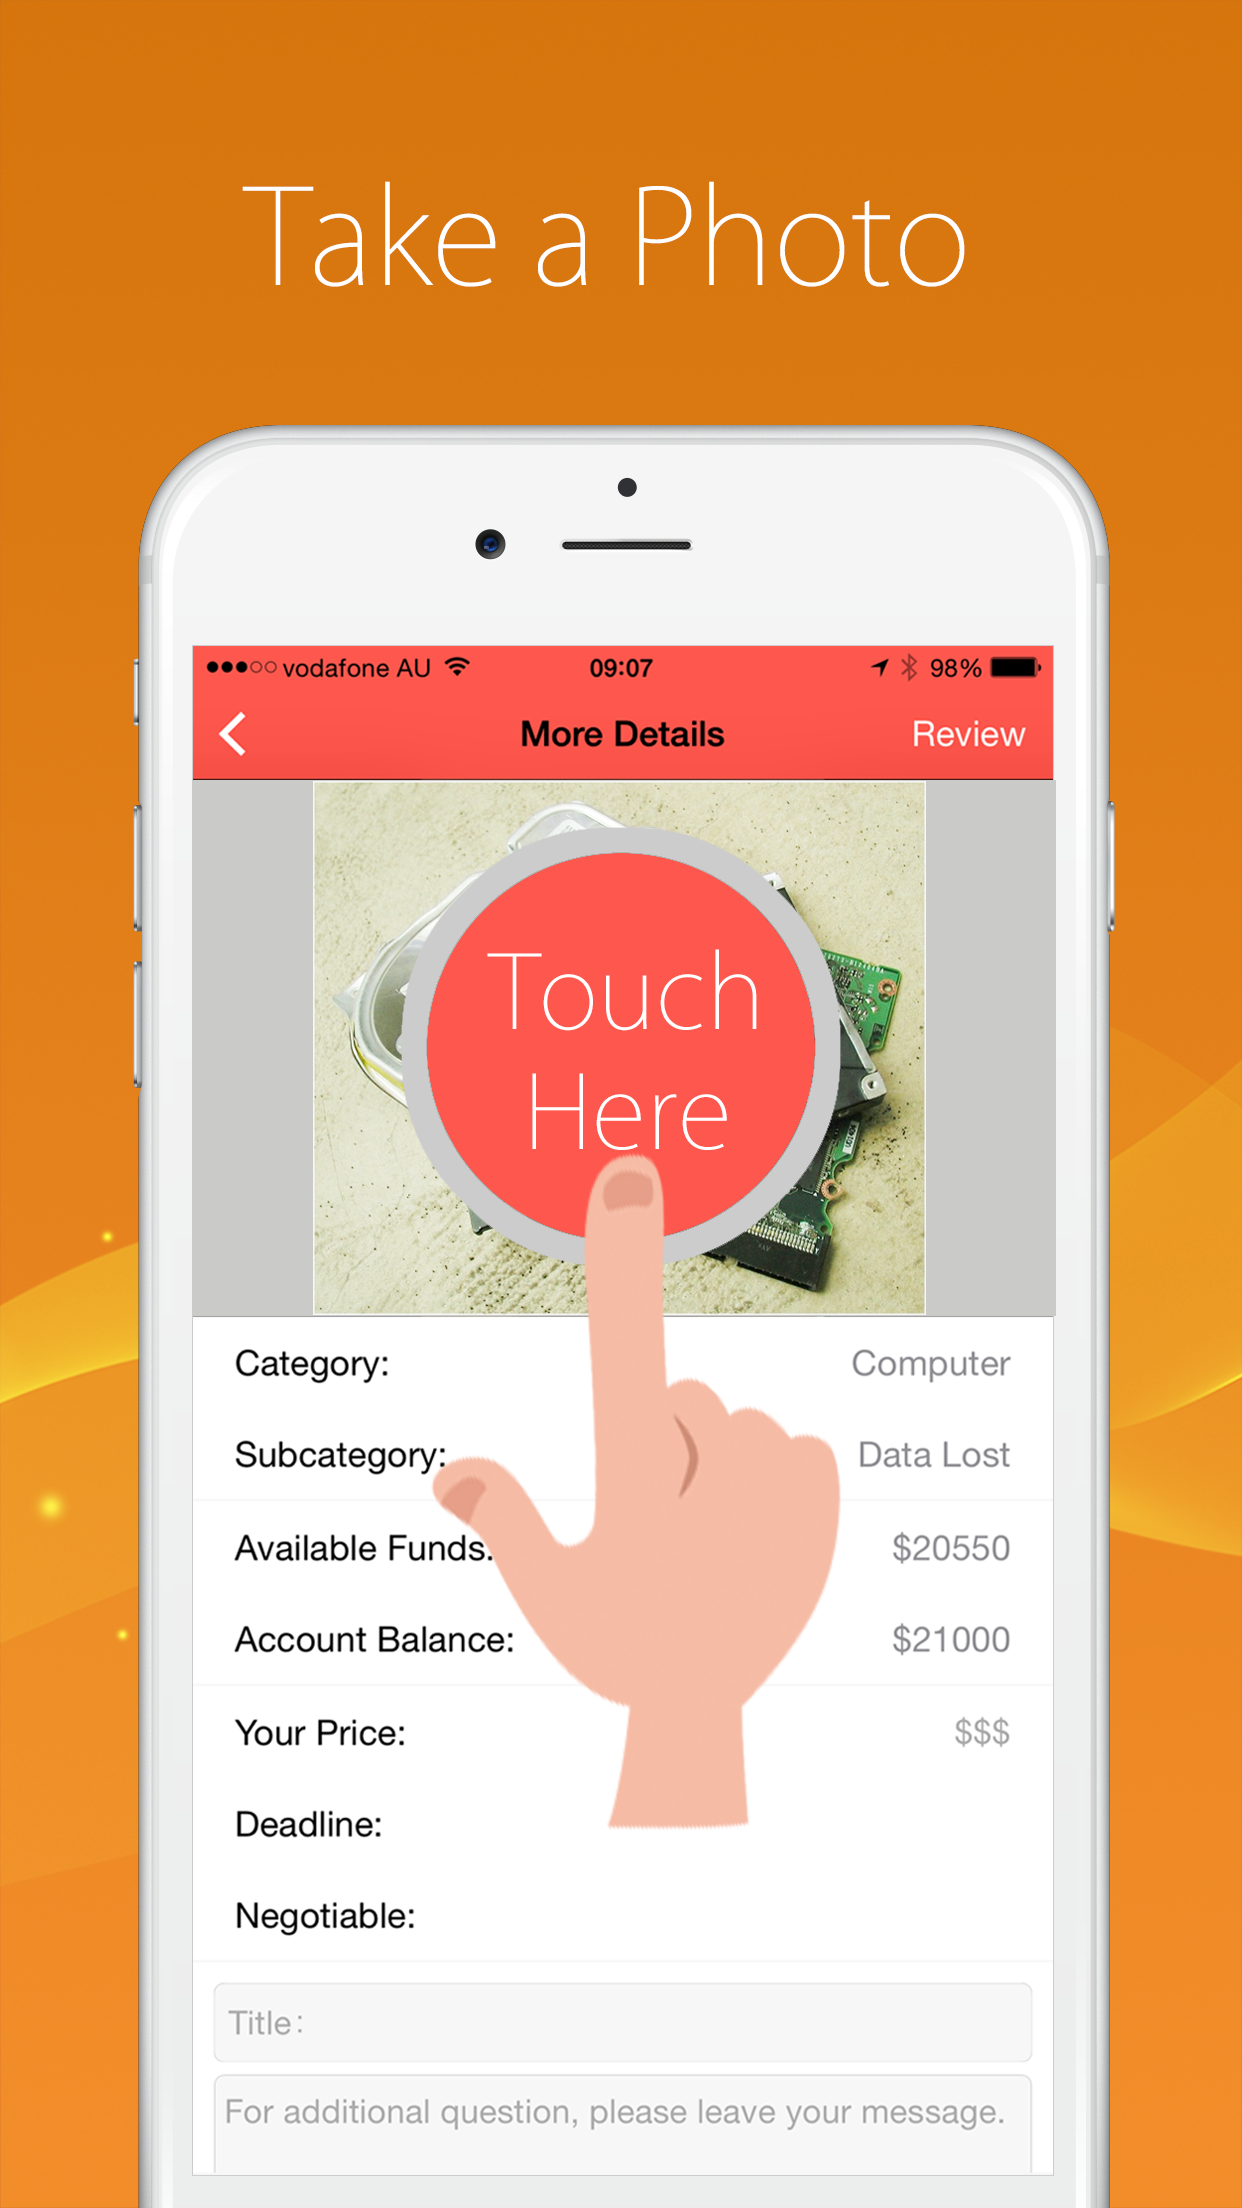 Take a Photo
vodafone AU 09:07 98%
More Details Review
Touch
Here
Category: Computer
Subcategory: Data Lost
Available Funds: $20550
Account Balance: $21000
Your Price: $$$
Deadline:
Negotiable:
Title:
For additional question, please leave your message.